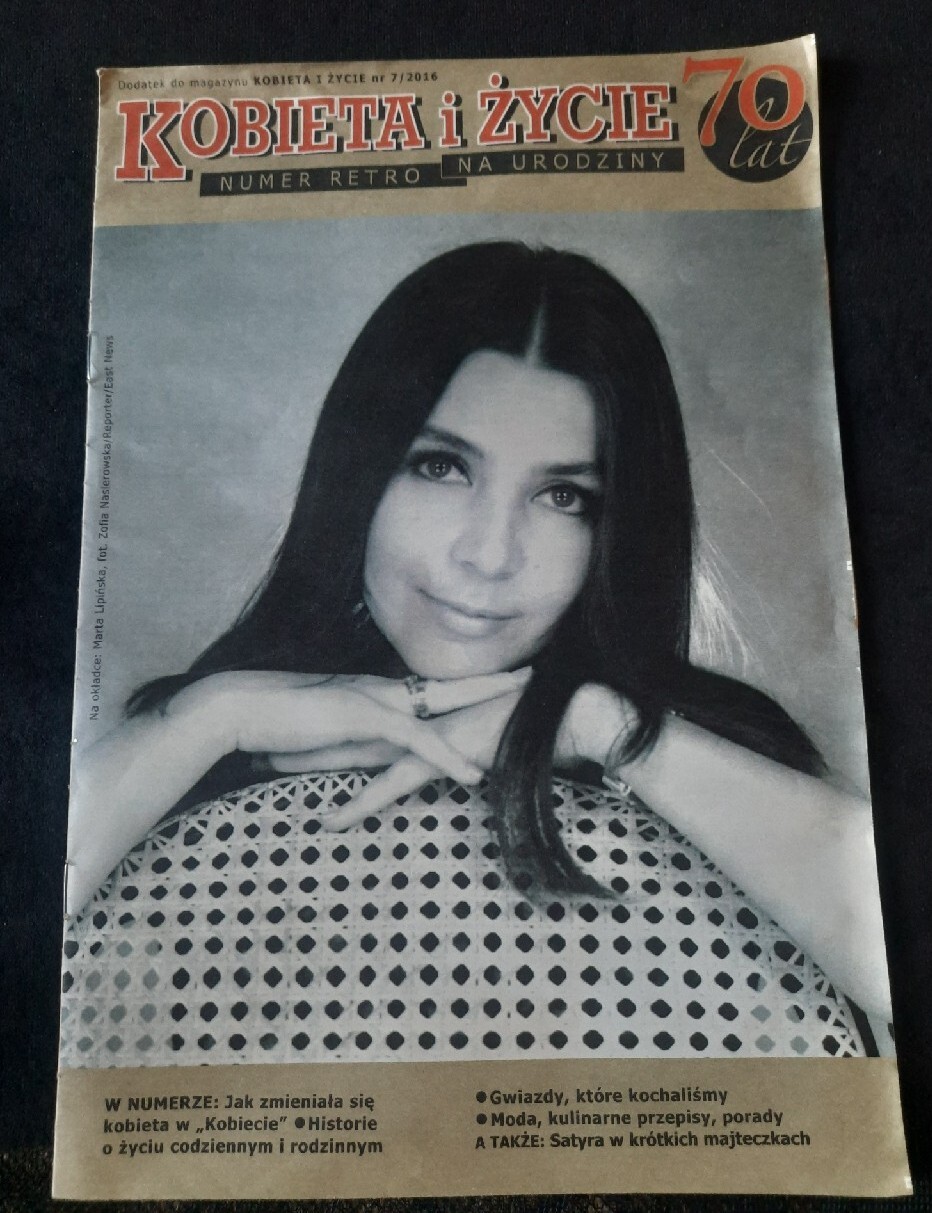 Dodatek do magazynu KOBIETA I ŻYCIE nr 7/2016
KOBIETA i ŻYCIE
70 lat
NUMER RETRO NA URODZINY
Na okładce: Marta Lipińska, fot. Zofia Nasierowska/Reporter/East News
W NUMERZE: Jak zmieniała się
kobieta w „Kobiecie” ●Historie
o życiu codziennym i rodzinnym
●Gwiazdy, które kochaliśmy
●Moda, kulinarne przepisy, porady
A TAKŻE: Satyra w krótkich majteczkach